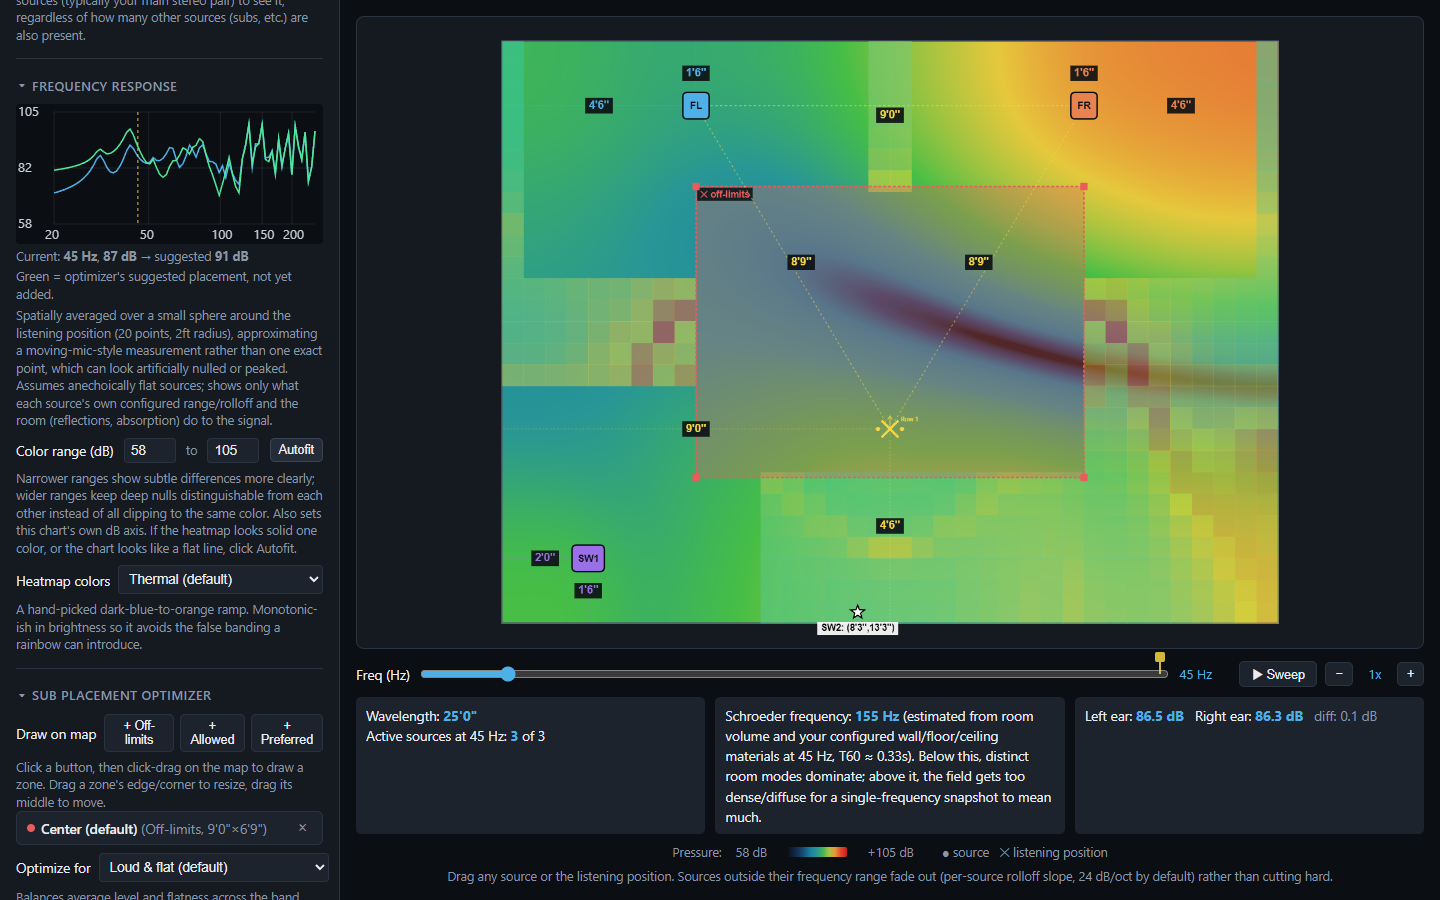 sources (typically your main stereo pair) to see it,
regardless of how many other sources (subs, etc.) are
also present.
FREQUENCY RESPONSE
105
82
58
20 50 100 150 200
Current: 45 Hz, 87 dB → suggested 91 dB
Green = optimizer's suggested placement, not yet
added.
Spatially averaged over a small sphere around the
listening position (20 points, 2ft radius), approximating
a moving-mic-style measurement rather than one exact
point, which can look artificially nulled or peaked.
Assumes anechoically flat sources; shows only what
each source's own configured range/rolloff and the
room (reflections, absorption) do to the signal.
Color range (dB) 58 to 105 Autofit
Narrower ranges show subtle differences more clearly;
wider ranges keep deep nulls distinguishable from each
other instead of all clipping to the same color. Also sets
this chart's own dB axis. If the heatmap looks solid one
color, or the chart looks like a flat line, click Autofit.
Heatmap colors Thermal (default)
A hand-picked dark-blue-to-orange ramp. Monotonic-
ish in brightness so it avoids the false banding a
rainbow can introduce.
SUB PLACEMENT OPTIMIZER
Draw on map
+ Off-
limits
+
Allowed
+
Preferred
Click a button, then click-drag on the map to draw a
zone. Drag a zone's edge/corner to resize, drag its
middle to move.
Center (default) (Off-limits, 9'0"×6'9") ×
Optimize for Loud & flat (default)
Balances average level and flatness across the band
1'6" 1'6"
4'6" FL 9'0" FR 4'6"
× off-limits
8'9" 8'9"
Row 1
9'0"
4'6"
2'0" SW1
1'6"
SW2: (8'3",13'3")
Freq (Hz) 45 Hz ▶ Sweep − 1x +
Wavelength: 25'0"
Active sources at 45 Hz: 3 of 3
Schroeder frequency: 155 Hz (estimated from room
volume and your configured wall/floor/ceiling
materials at 45 Hz, T60 ≈ 0.33s). Below this, distinct
room modes dominate; above it, the field gets too
dense/diffuse for a single-frequency snapshot to mean
much.
Left ear: 86.5 dB Right ear: 86.3 dB diff: 0.1 dB
Pressure: 58 dB +105 dB ● source × listening position
Drag any source or the listening position. Sources outside their frequency range fade out (per-source rolloff slope, 24 dB/oct by default) rather than cutting hard.